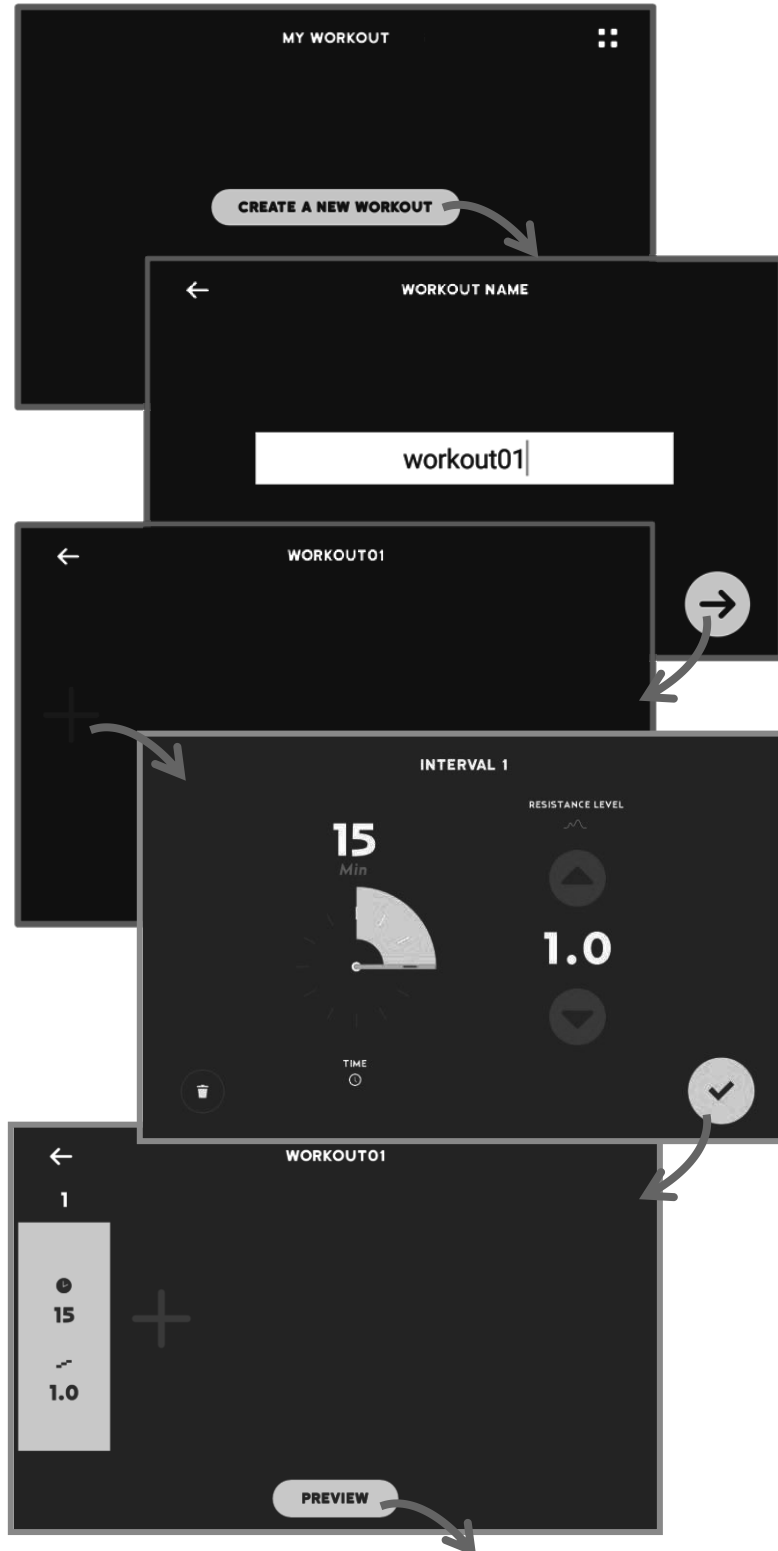 MY WORKOUT
CREATE A NEW WORKOUT
WORKOUT NAME
workout01
WORKOUT01
INTERVAL 1
15
Min
TIME
RESISTANCE LEVEL
1.0
WORKOUT01
1
15
1.0
PREVIEW